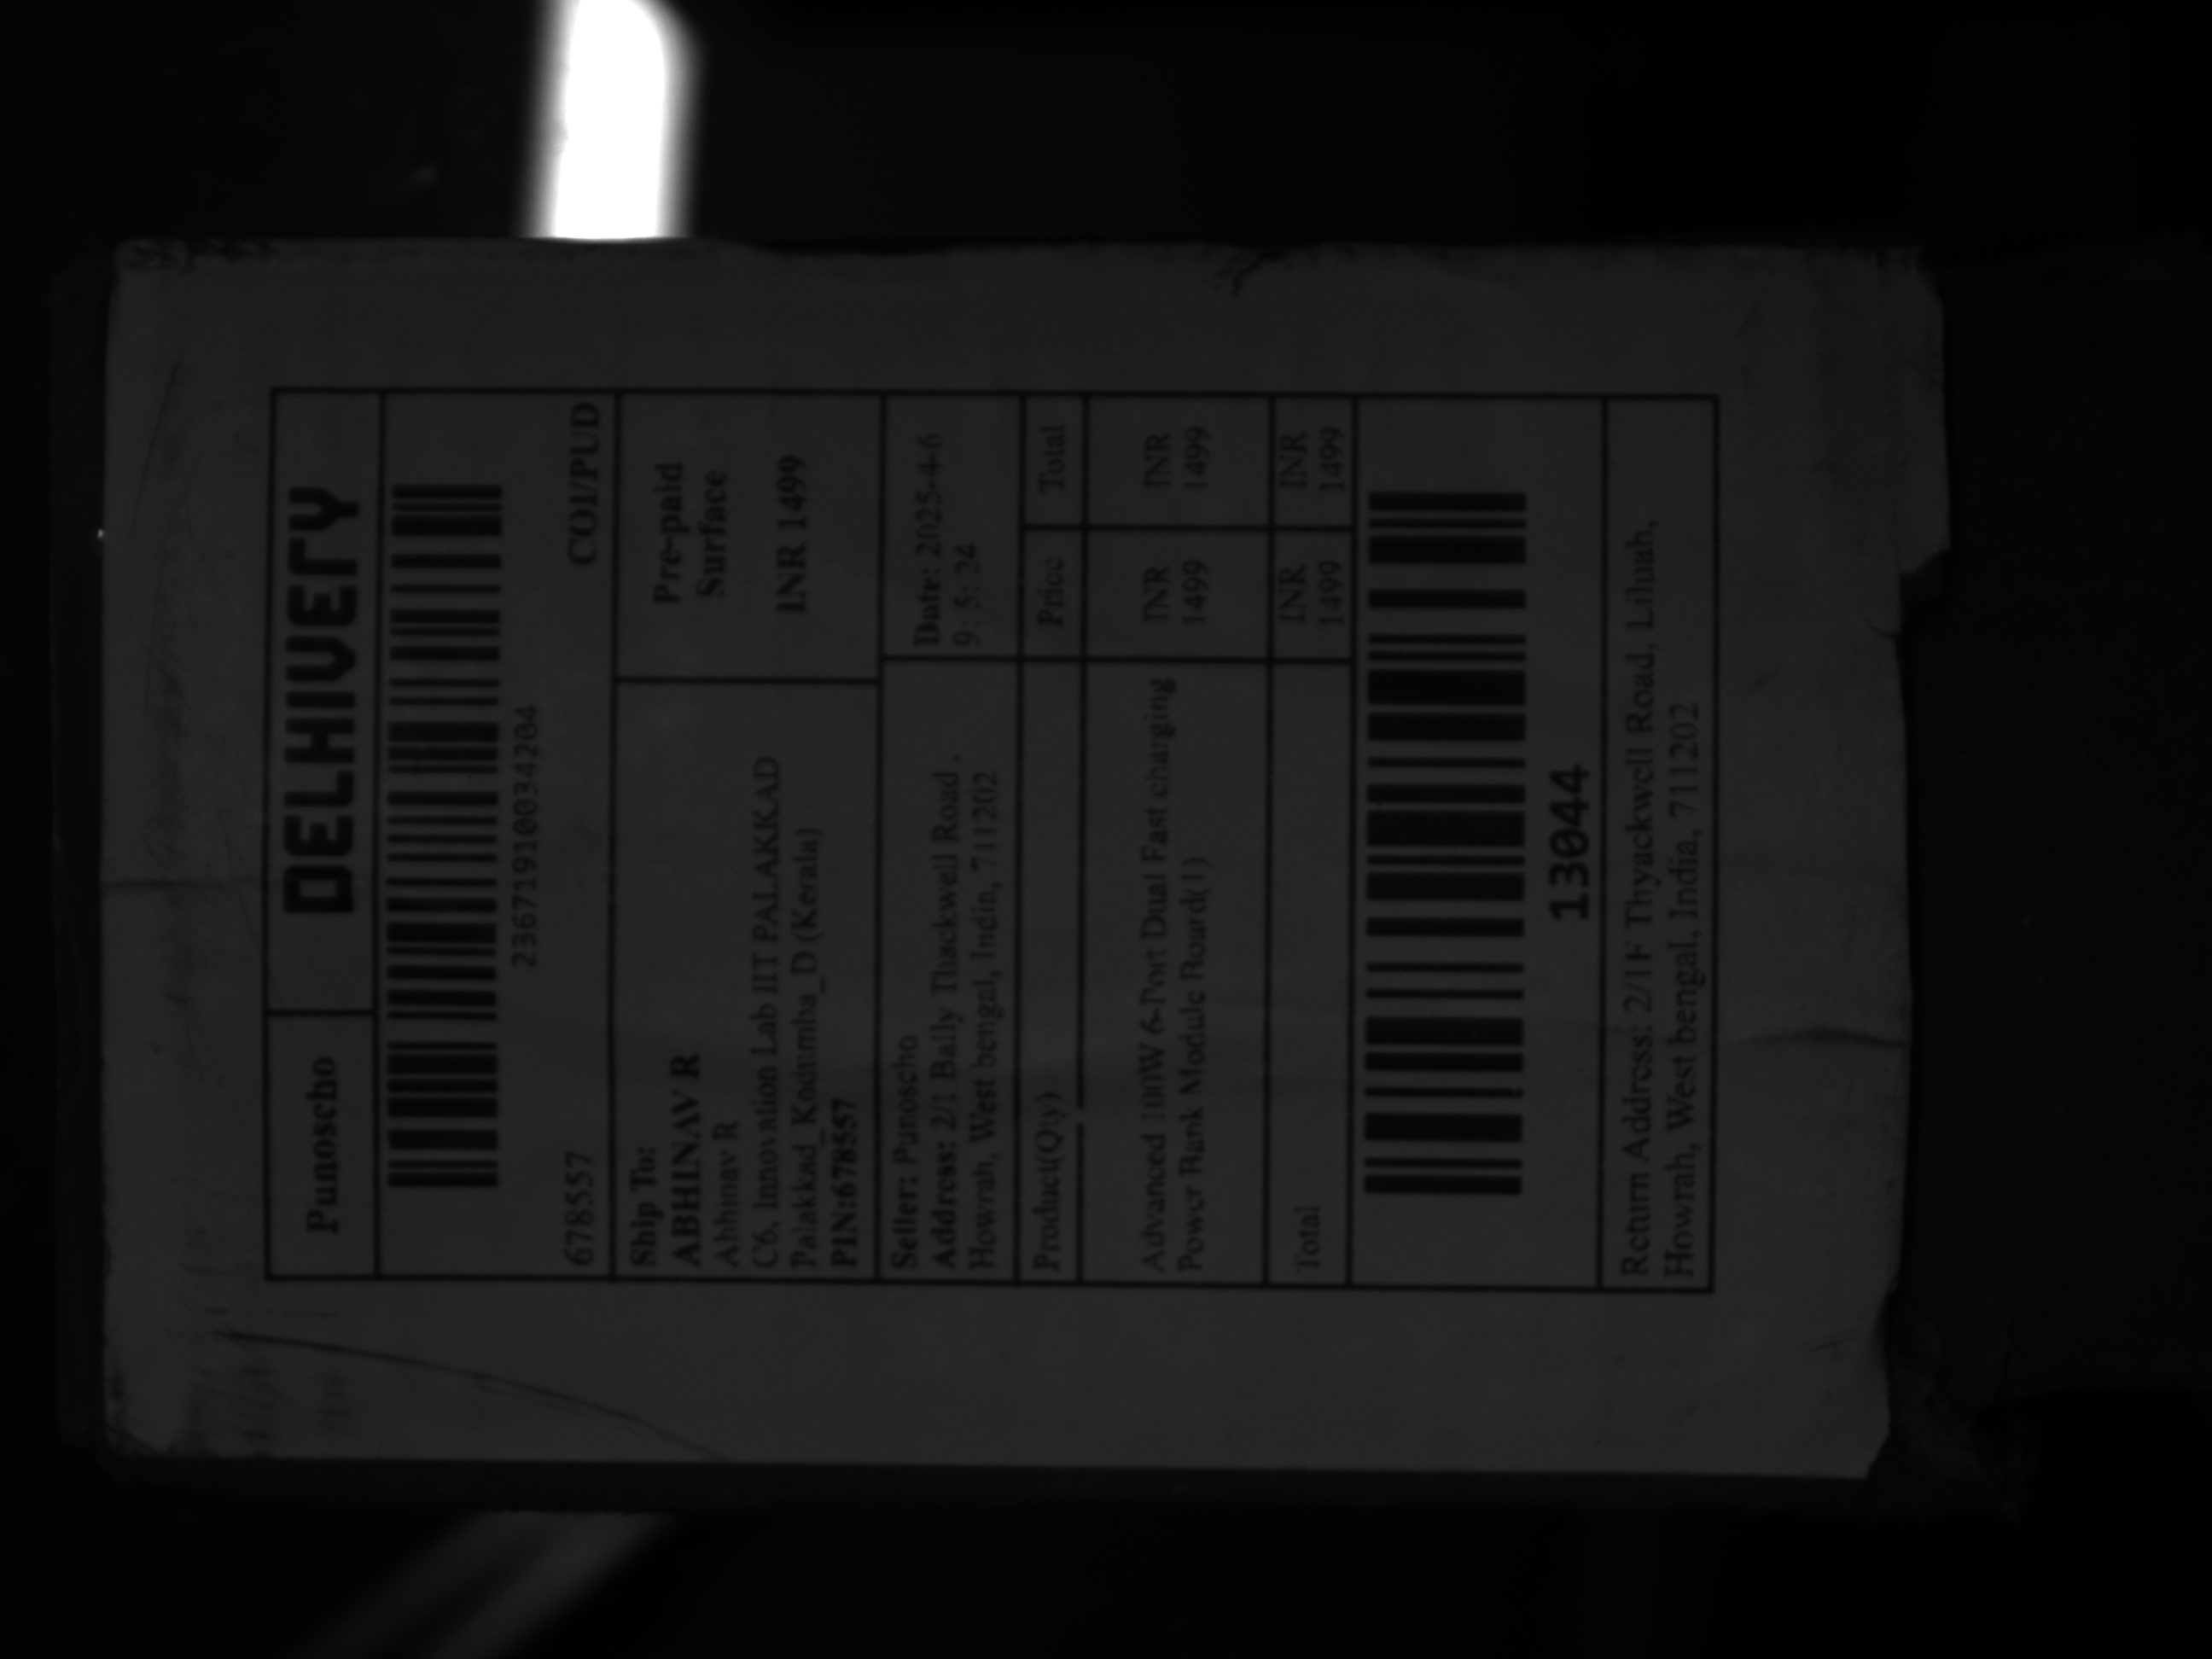 Punoscho
DELHIVERY
23671910034204
678557
COI/PUD
Ship To:
ABHINAV R
Abhinav R
C6, Innovation Lab IIT PALAKKAD
Palakkad_Kodumba_D (Kerala)
PIN:678557
Pre-paid
Surface
INR 1499
Seller: Punoscho
Address: 2/1 Bally Thackwell Road ,
Howrah, West bengal, India, 711202
Date: 2025-4-6
9: 5: 24
Product(Qty)
Price
Total
Advanced 100W 6-Port Dual Fast charging
Power Bank Module Board(1)
INR
1499
INR
1499
Total
INR
1499
INR
1499
13044
Return Address: 2/1F Thyackwell Road, Liluah,
Howrah, West bengal, India, 711202